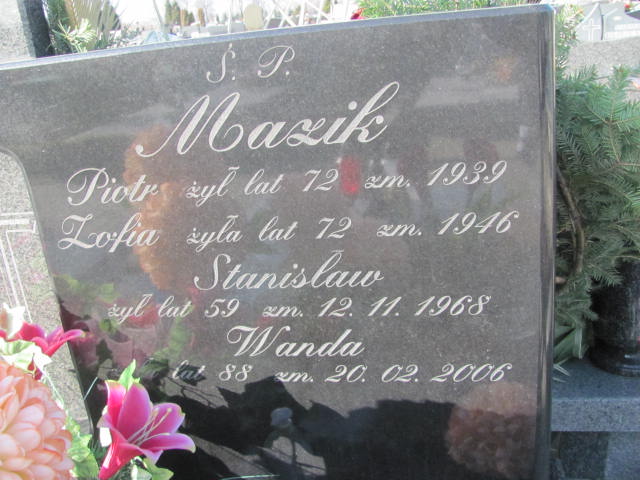 Ś. P.
Mazik
Piotr żył lat 72 zm. 1939
Zofia żyła lat 72 zm. 1946
Stanisław
żył lat 59 zm. 12. 11. 1968
Wanda
lat 88 zm. 20. 02. 2006